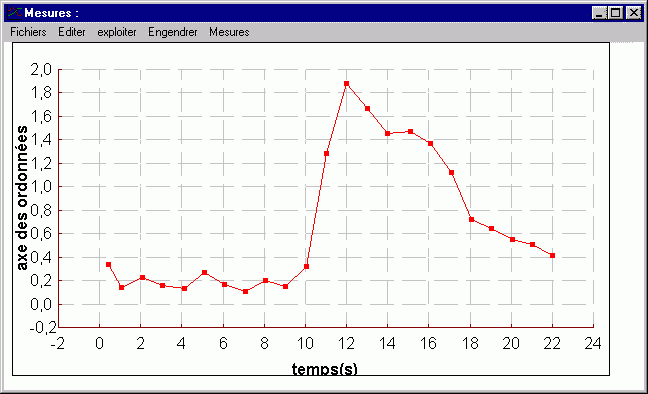 Mesures :
Fichiers Editer exploiter Engendrer Mesures
axe des ordonnées
2,0
1,8
1,6
1,4
1,2
1,0
0,8
0,6
0,4
0,2
0,0
-0,2
-2 0 2 4 6 8 10 12 14 16 18 20 22 24
temps(s)